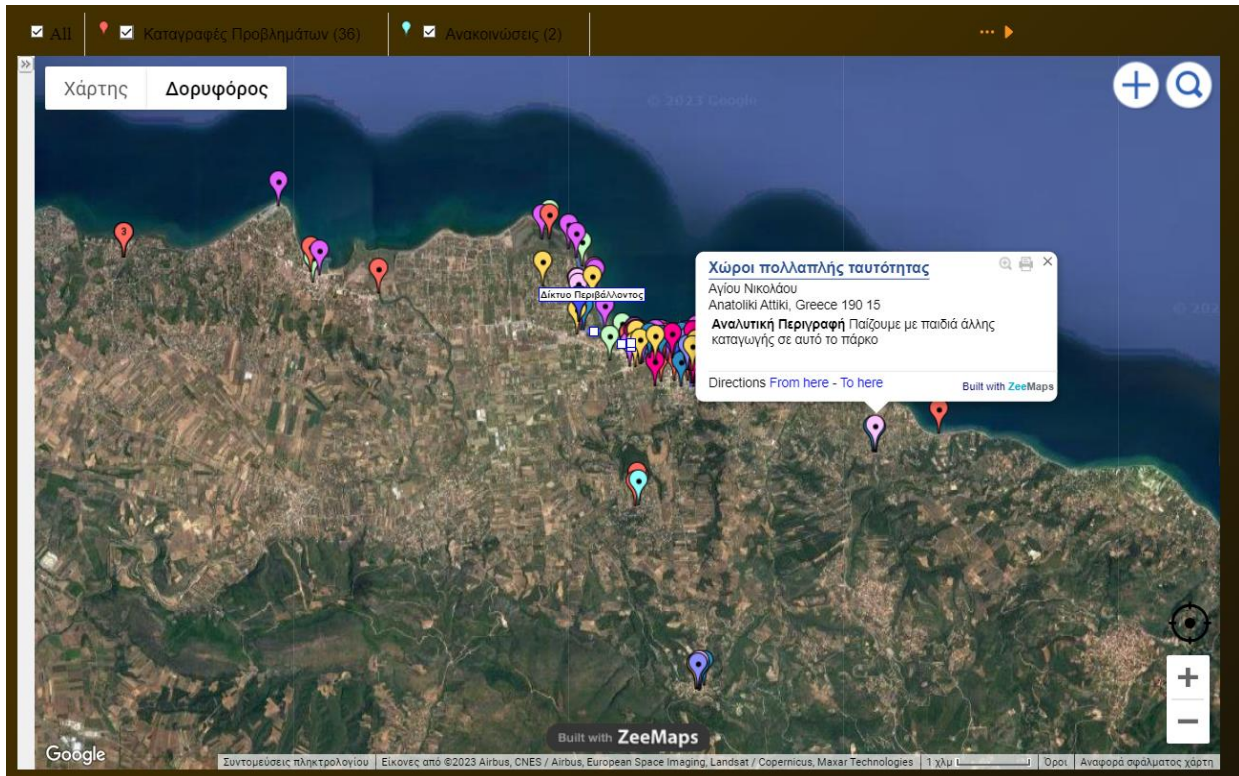 All
Καταγραφές Προβλημάτων (36)
Ανακοινώσεις (2)
Χάρτης
Δορυφόρος
© 2023 Google
3
Δίκτυο Περιβάλλοντος
Χώροι πολλαπλής ταυτότητας
Αγίου Νικολάου
Anatoliki Attiki, Greece 190 15
Αναλυτική Περιγραφή Παίζουμε με παιδιά άλλης
καταγωγής σε αυτό το πάρκο
Directions From here - To here
Built with ZeeMaps
© 202
Built with ZeeMaps
Google
Συντομεύσεις πληκτρολογίου
Εικόνες από ©2023 Airbus, CNES / Airbus, European Space Imaging, Landsat / Copernicus, Maxar Technologies
1 χλμ
Όροι
Αναφορά σφάλματος χάρτη